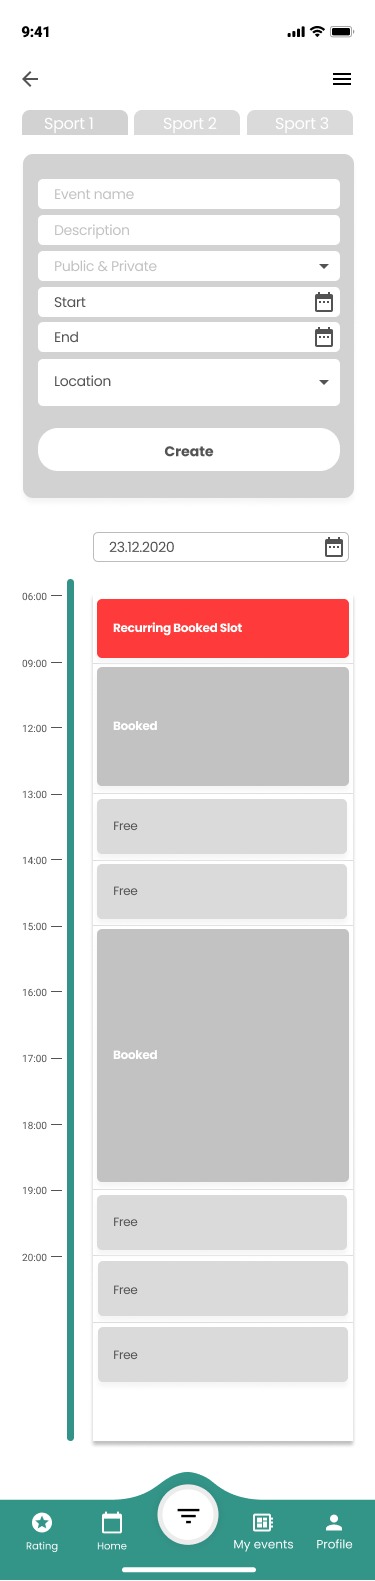 9:41
Sport 1 Sport 2 Sport 3
Event name
Description
Public & Private
Start
End
Location
Create
23.12.2020
06:00
Recurring Booked Slot
09:00
Booked
12:00
13:00
Free
14:00
Free
15:00
16:00
Booked
17:00
18:00
19:00
Free
20:00
Free
Free
Rating Home My events Profile